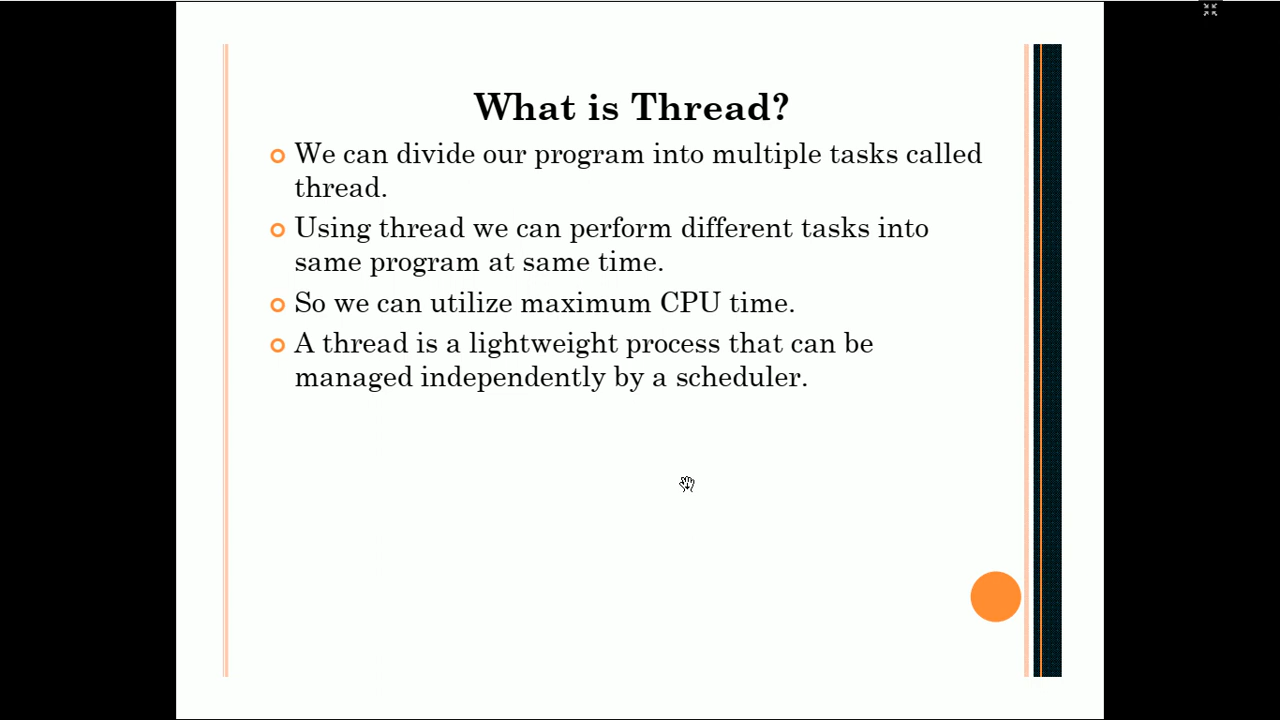 What is Thread?
We can divide our program into multiple tasks called
thread.
Using thread we can perform different tasks into
same program at same time.
So we can utilize maximum CPU time.
A thread is a lightweight process that can be
managed independently by a scheduler.